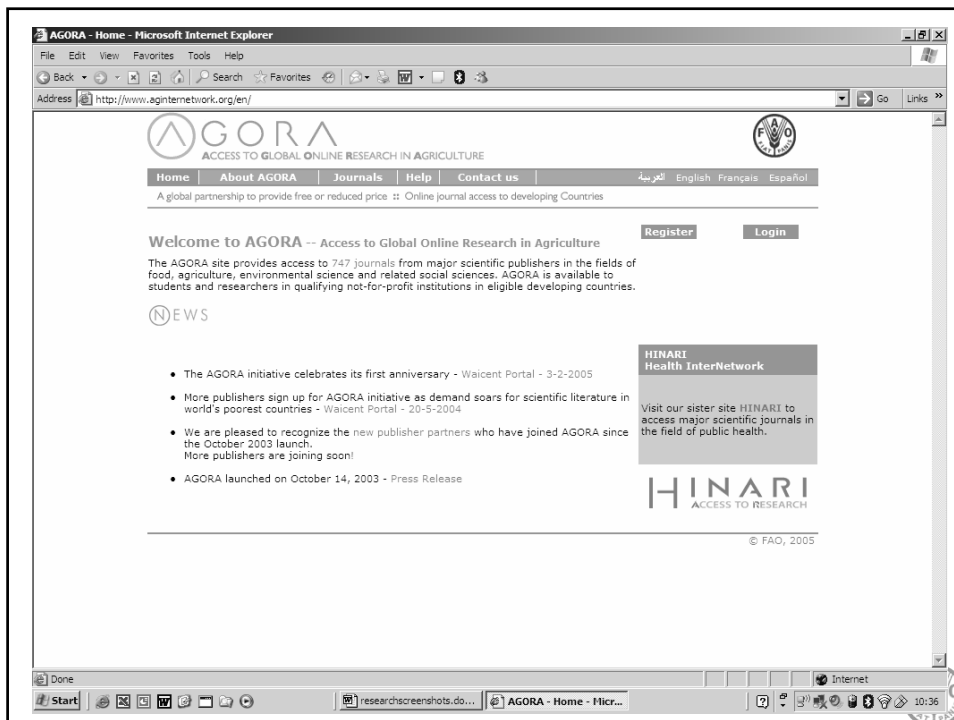 AGORA - Home - Microsoft Internet Explorer
File Edit View Favorites Tools Help
Back Search Favorites
Address http://www.aginternetwork.org/en/ Go Links »
AGORA
ACCESS TO GLOBAL ONLINE RESEARCH IN AGRICULTURE
FAO
FIAT PANIS
Home About AGORA Journals Help Contact us العربية English Français Español
A global partnership to provide free or reduced price :: Online journal access to developing Countries
Register Login
Welcome to AGORA -- Access to Global Online Research in Agriculture
The AGORA site provides access to 747 journals from major scientific publishers in the fields of
food, agriculture, environmental science and related social sciences. AGORA is available to
students and researchers in qualifying not-for-profit institutions in eligible developing countries.
NEWS
• The AGORA initiative celebrates its first anniversary - Waicent Portal - 3-2-2005
• More publishers sign up for AGORA initiative as demand soars for scientific literature in
world's poorest countries - Waicent Portal - 20-5-2004
• We are pleased to recognize the new publisher partners who have joined AGORA since
the October 2003 launch.
More publishers are joining soon!
• AGORA launched on October 14, 2003 - Press Release
HINARI
Health InterNetwork
Visit our sister site HINARI to
access major scientific journals in
the field of public health.
HINARI
ACCESS TO RESEARCH
© FAO, 2005
Done Internet
Start researchscreenshots.do... AGORA - Home - Micr... 10:36